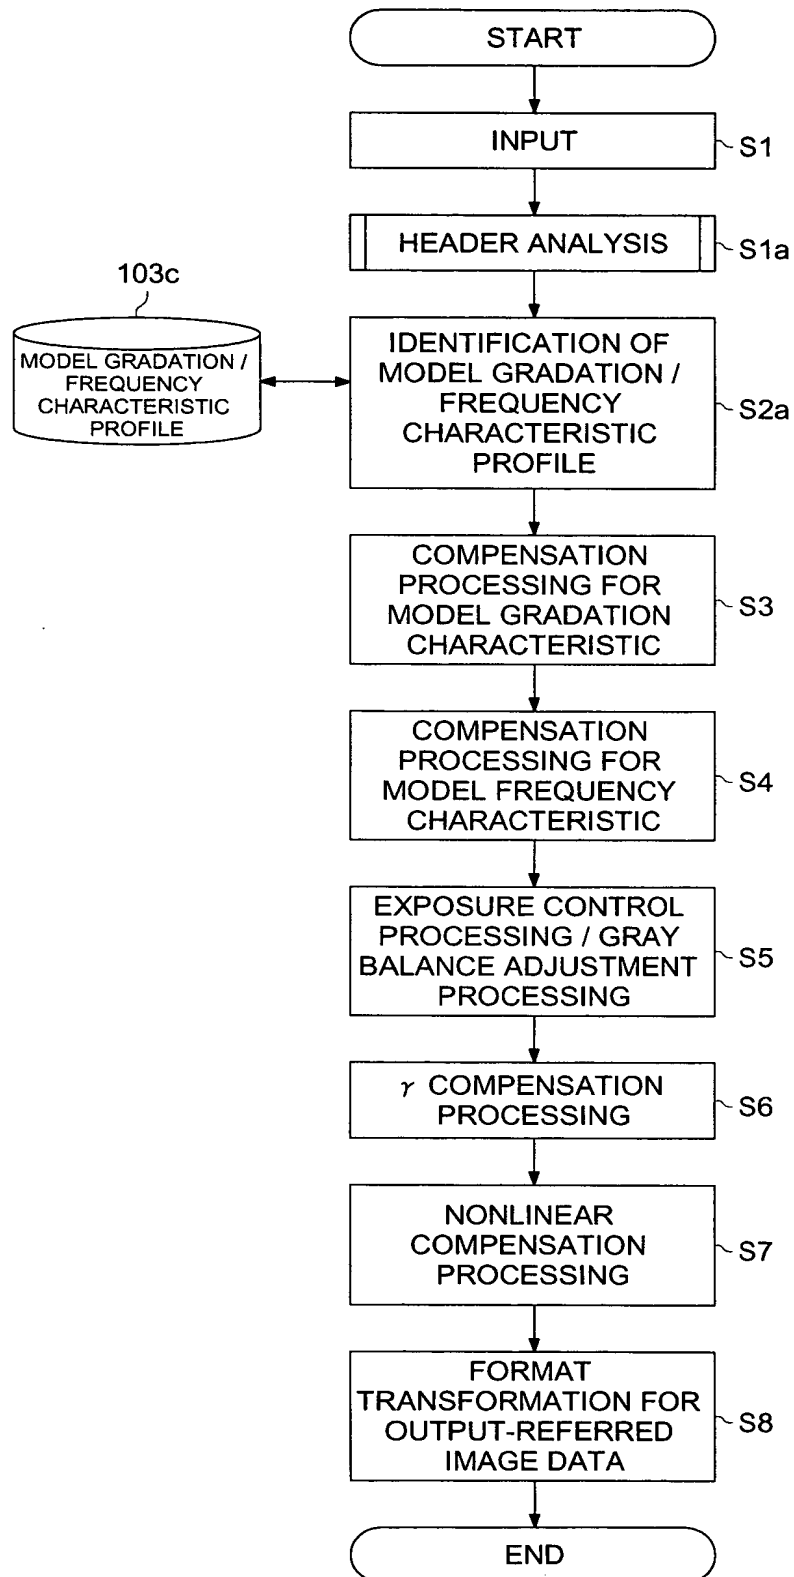 START
INPUT
S1
HEADER ANALYSIS
S1a
103c
MODEL GRADATION /
FREQUENCY
CHARACTERISTIC
PROFILE
IDENTIFICATION OF
MODEL GRADATION /
FREQUENCY
CHARACTERISTIC
PROFILE
S2a
COMPENSATION
PROCESSING FOR
MODEL GRADATION
CHARACTERISTIC
S3
COMPENSATION
PROCESSING FOR
MODEL FREQUENCY
CHARACTERISTIC
S4
EXPOSURE CONTROL
PROCESSING / GRAY
BALANCE ADJUSTMENT
PROCESSING
S5
γ COMPENSATION
PROCESSING
S6
NONLINEAR
COMPENSATION
PROCESSING
S7
FORMAT
TRANSFORMATION FOR
OUTPUT-REFERRED
IMAGE DATA
S8
END